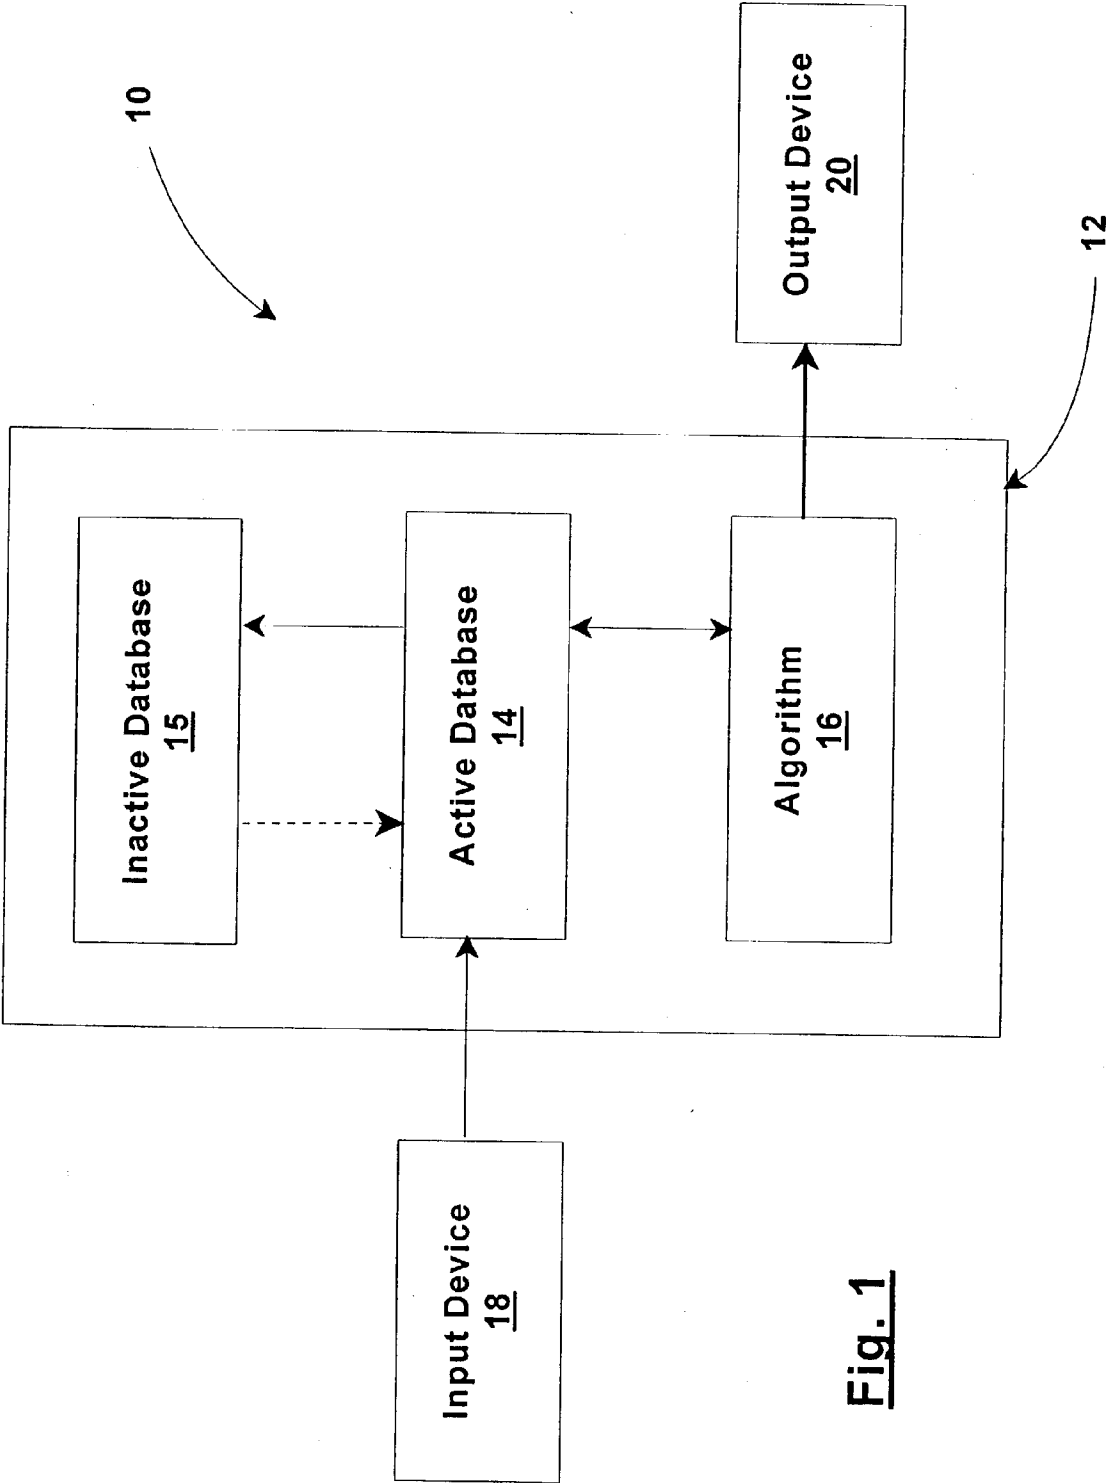 10
Inactive Database
15
Active Database
14
Input Device
18
Algorithm
16
Output Device
20
12
Fig. 1